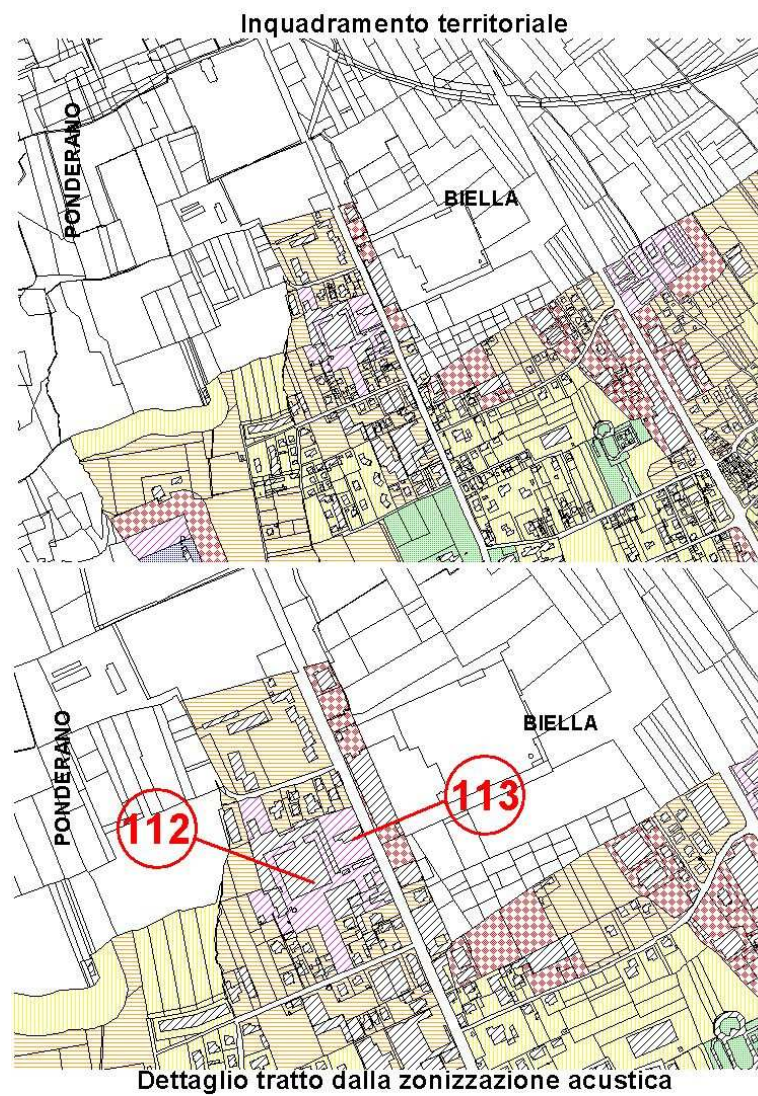 Inquadramento territoriale
PONDERANO
BIELLA
PONDERANO
BIELLA
113
112
Dettaglio tratto dalla zonizzazione acustica